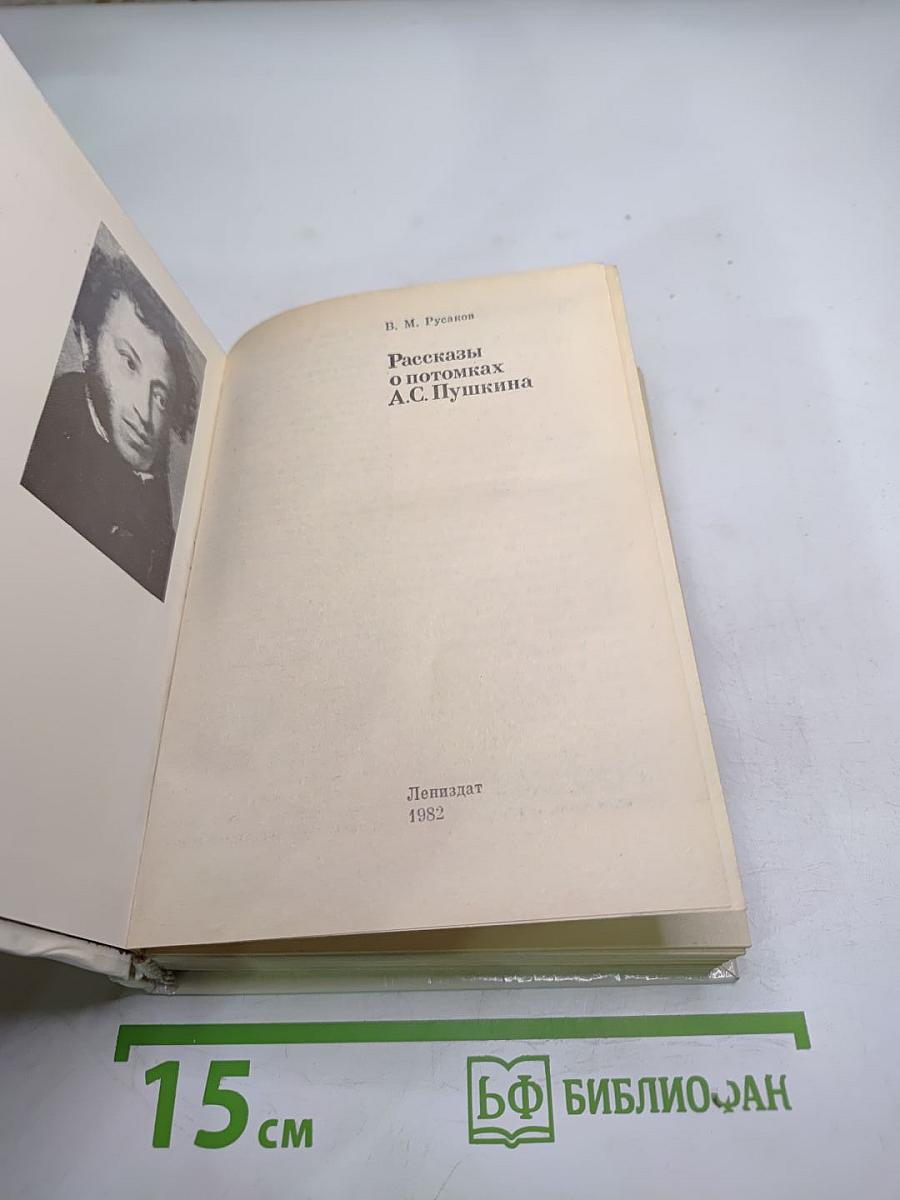 В. М. Русаков
Рассказы
о потомках
А.С. Пушкина
Лениздат
1982
15 см
БФ БИБЛИОФАН